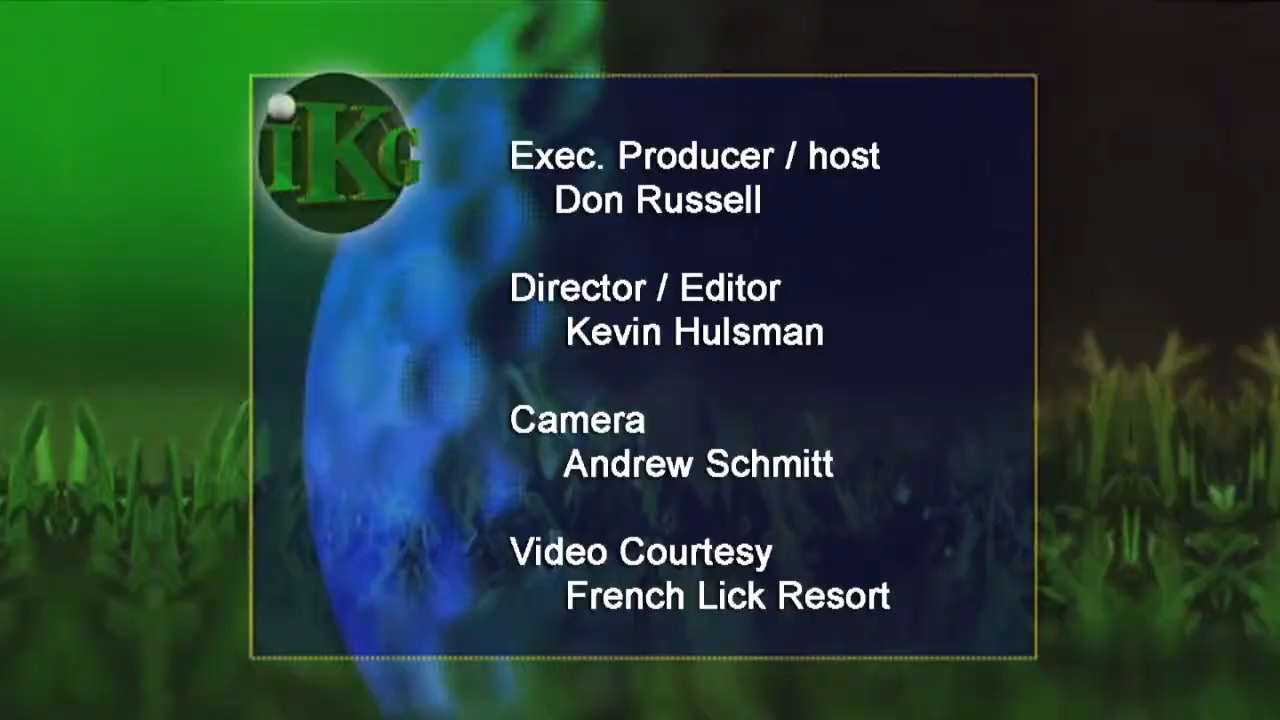 iKG
Exec. Producer / host
Don Russell
Director / Editor
Kevin Hulsman
Camera
Andrew Schmitt
Video Courtesy
French Lick Resort